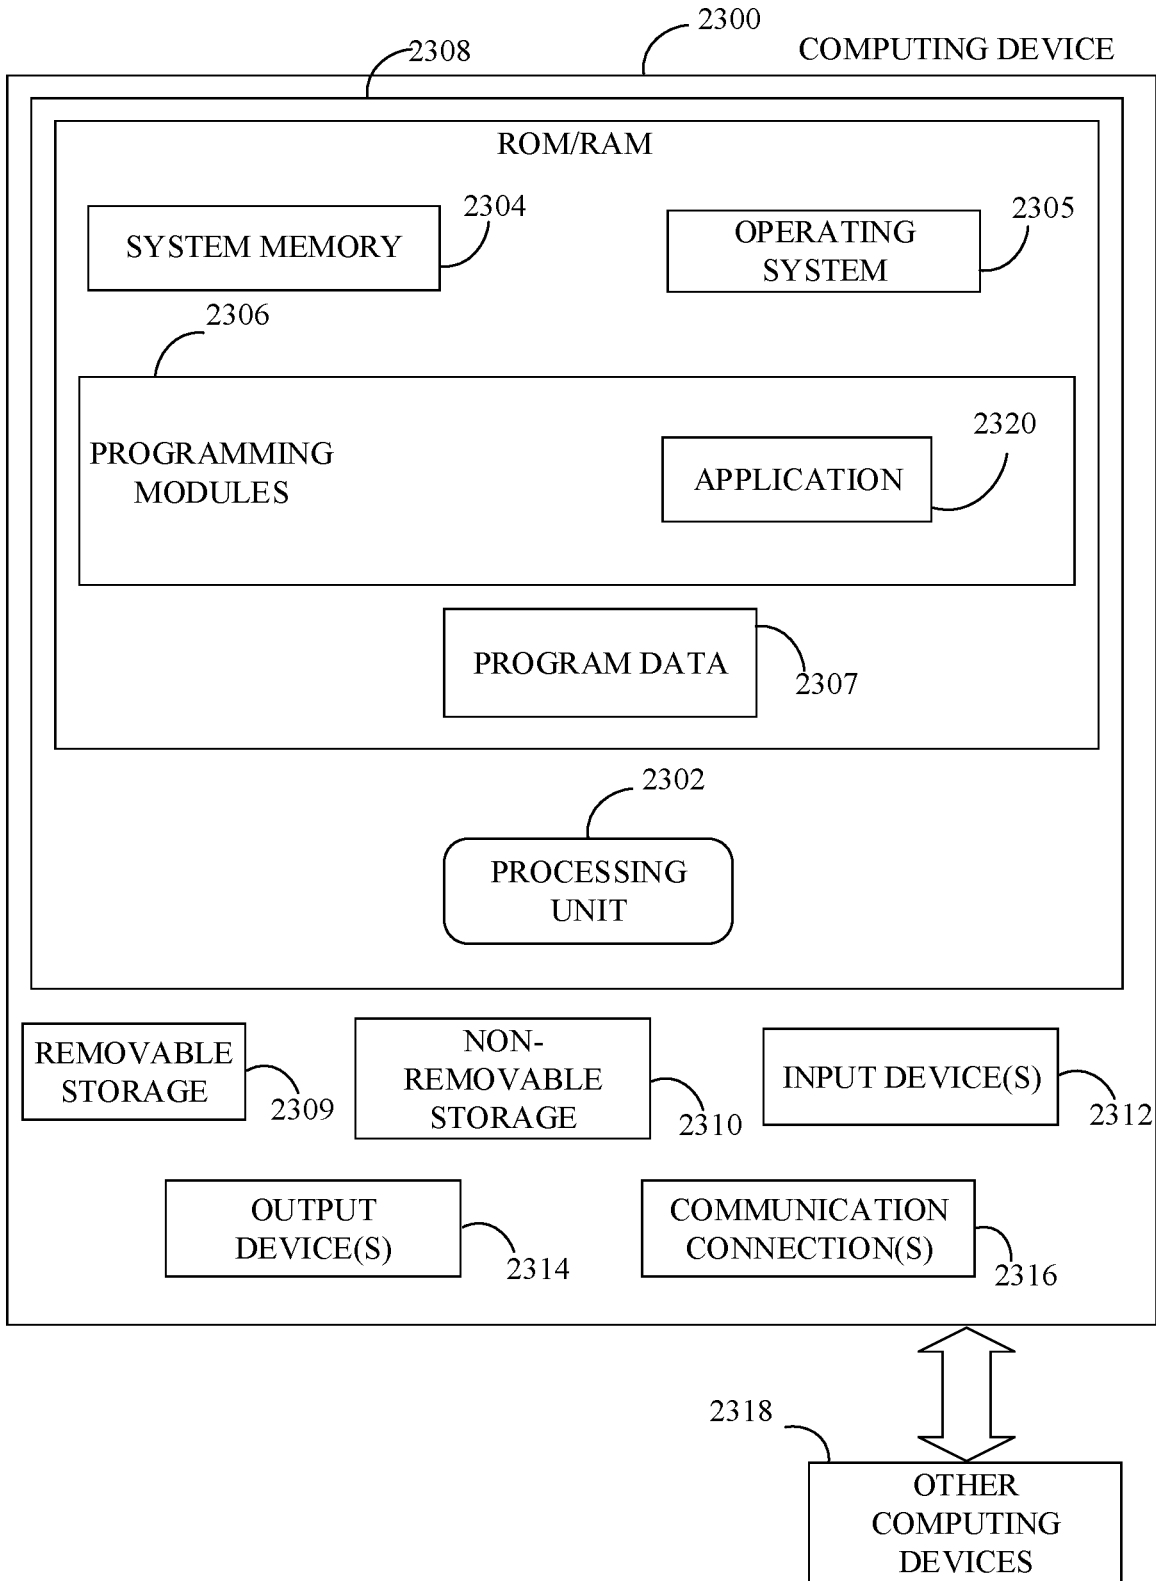 2300
COMPUTING DEVICE
2308
ROM/RAM
2304
SYSTEM MEMORY
2305
OPERATING
SYSTEM
2306
PROGRAMMING
MODULES
2320
APPLICATION
PROGRAM DATA
2307
2302
PROCESSING
UNIT
REMOVABLE
STORAGE
2309
NON-
REMOVABLE
STORAGE
2310
INPUT DEVICE(S)
2312
OUTPUT
DEVICE(S)
2314
COMMUNICATION
CONNECTION(S)
2316
2318
OTHER
COMPUTING
DEVICES